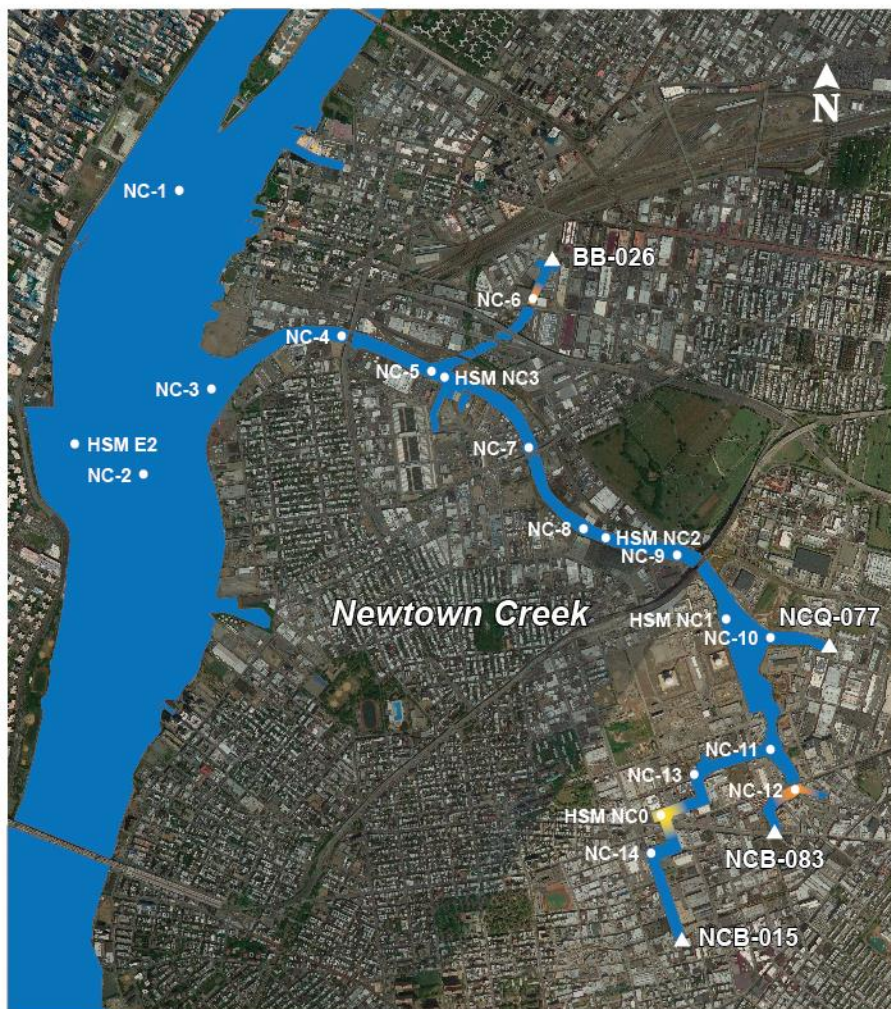 N
NC-1
BB-026
NC-6
NC-4
NC-5
HSM NC3
NC-3
HSM E2
NC-2
NC-7
NC-8
HSM NC2
NC-9
Newtown Creek
HSM NC1
NCQ-077
NC-10
NC-11
NC-13
NC-12
HSM NC0
NCB-083
NC-14
NCB-015